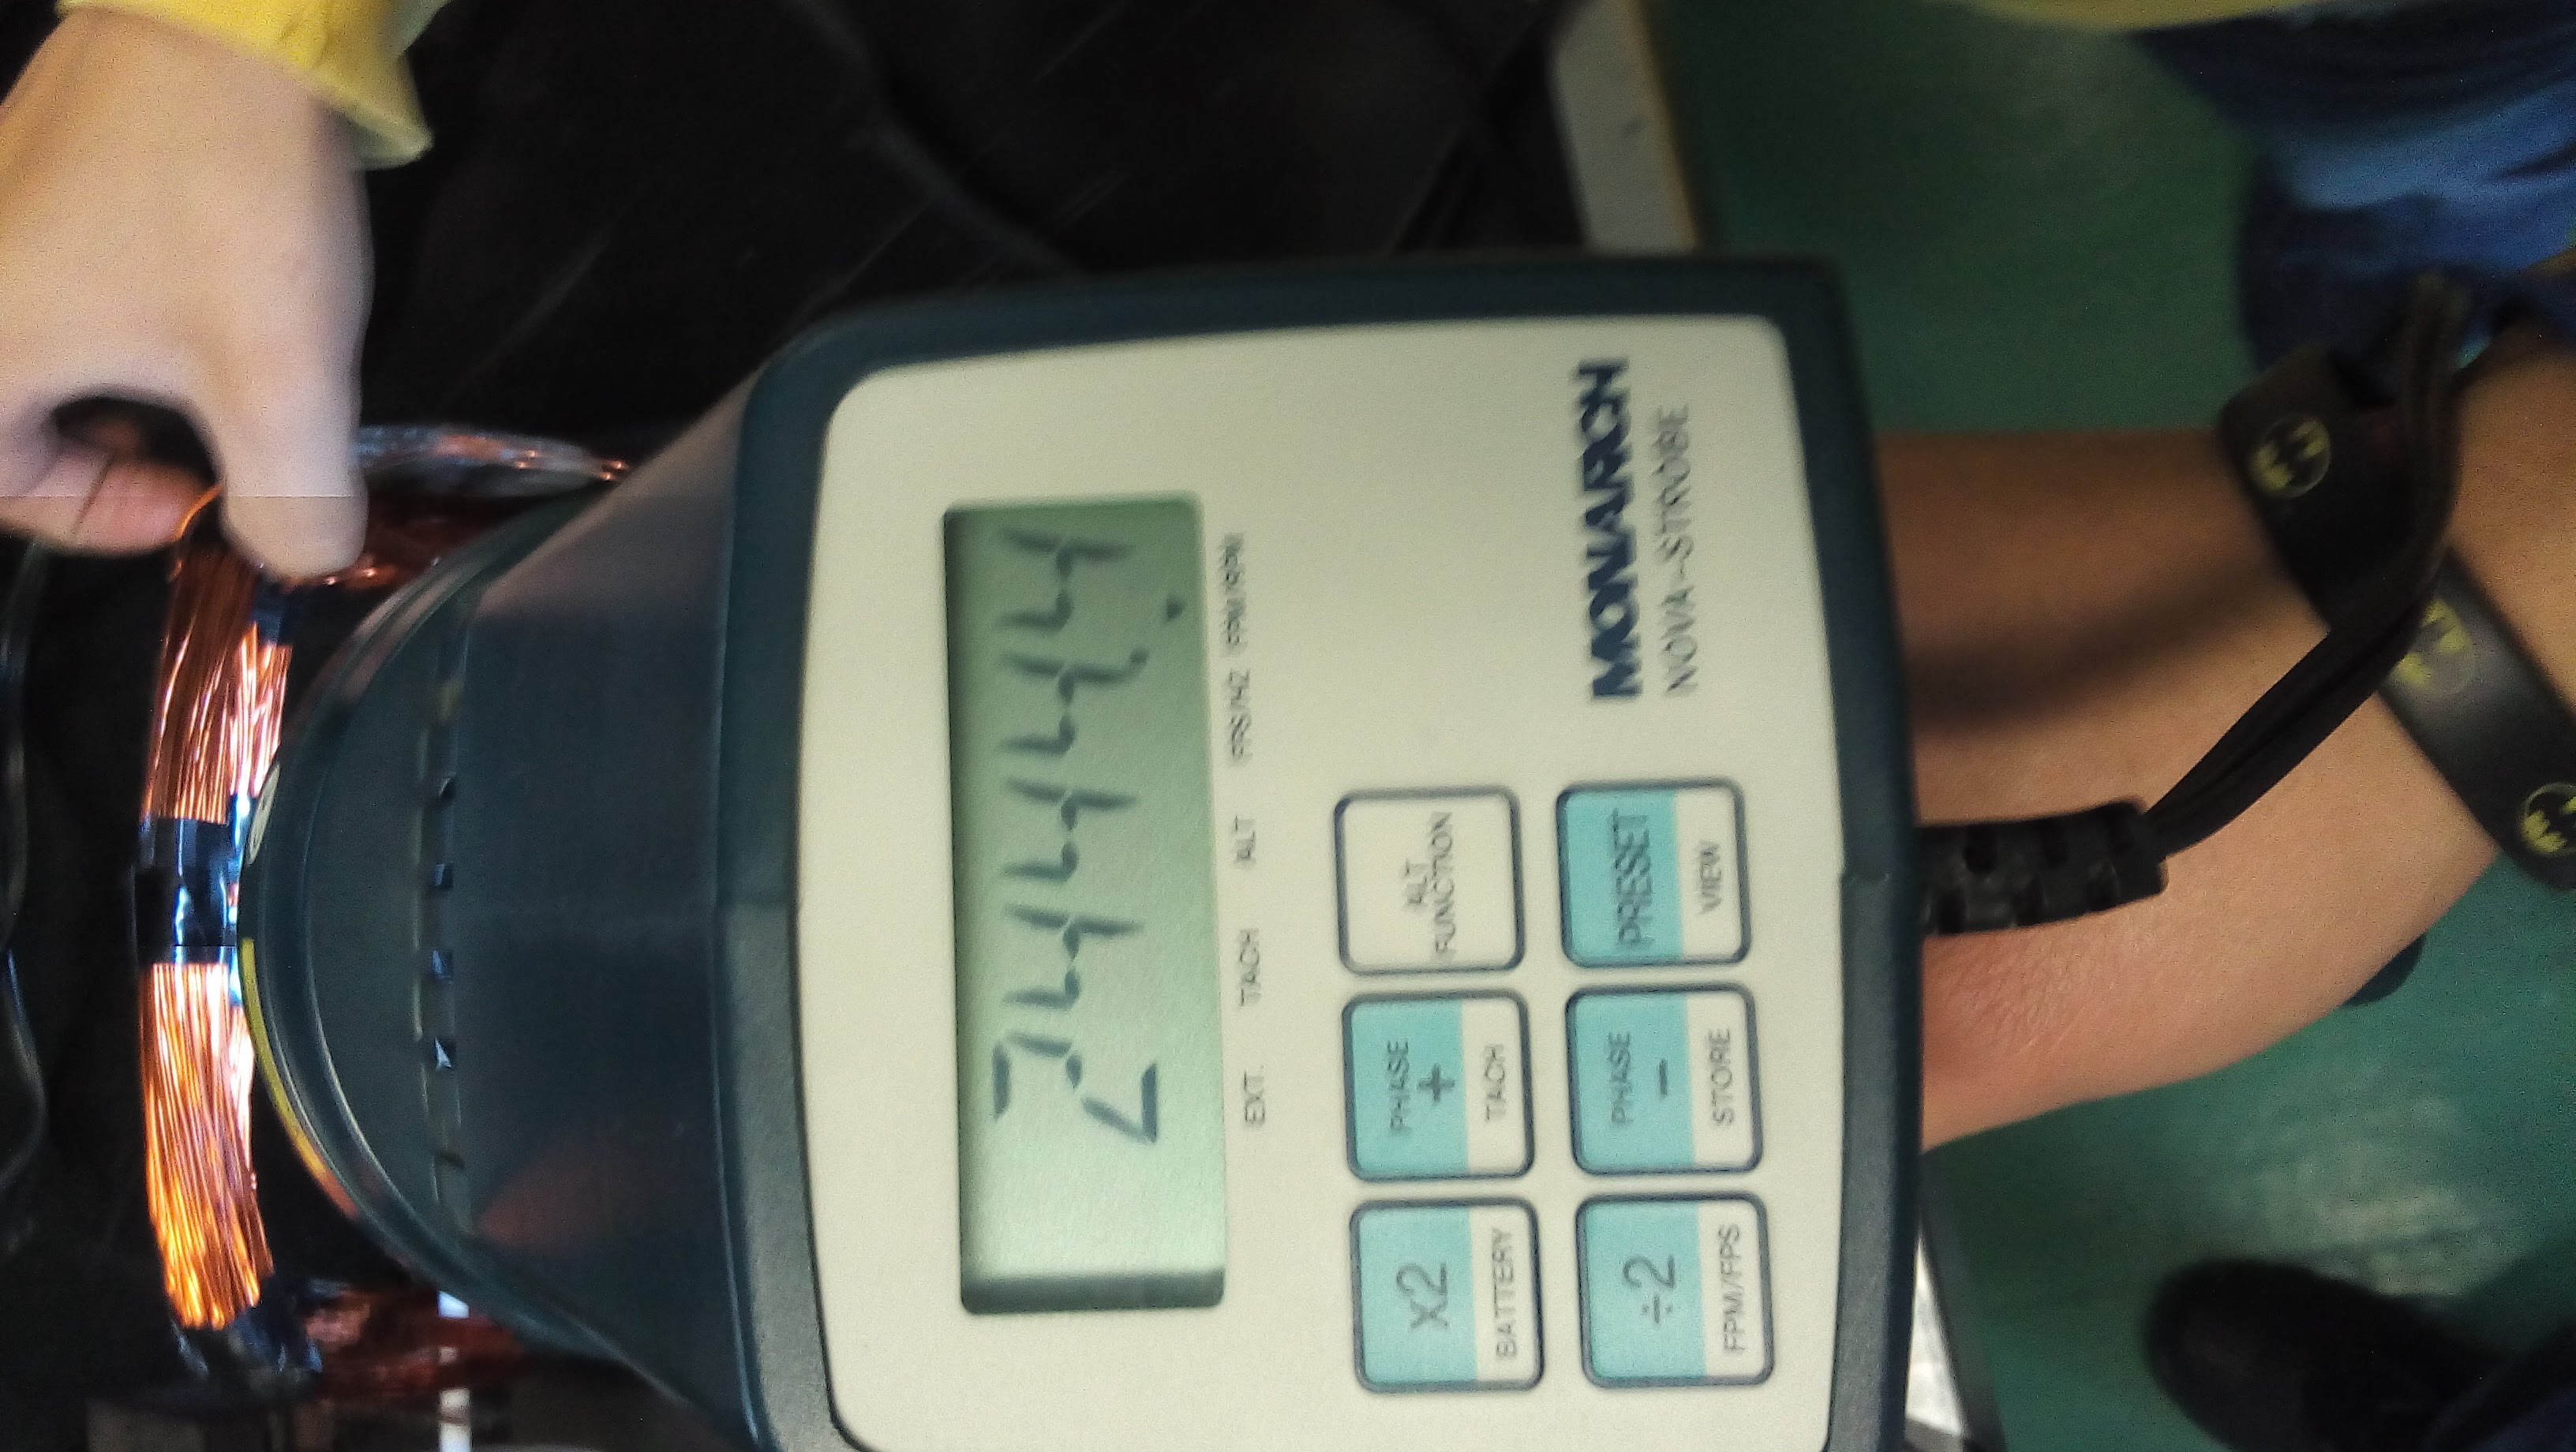 2444.4
EXT. TACH ALT FPS/HZ FPM/RPM
x2 PHASE + ALT FUNCTION
BATTERY TACH
÷2 PHASE − PRESET
FPM/FPS STORE VIEW
MONARCH
NOVA-STROBE